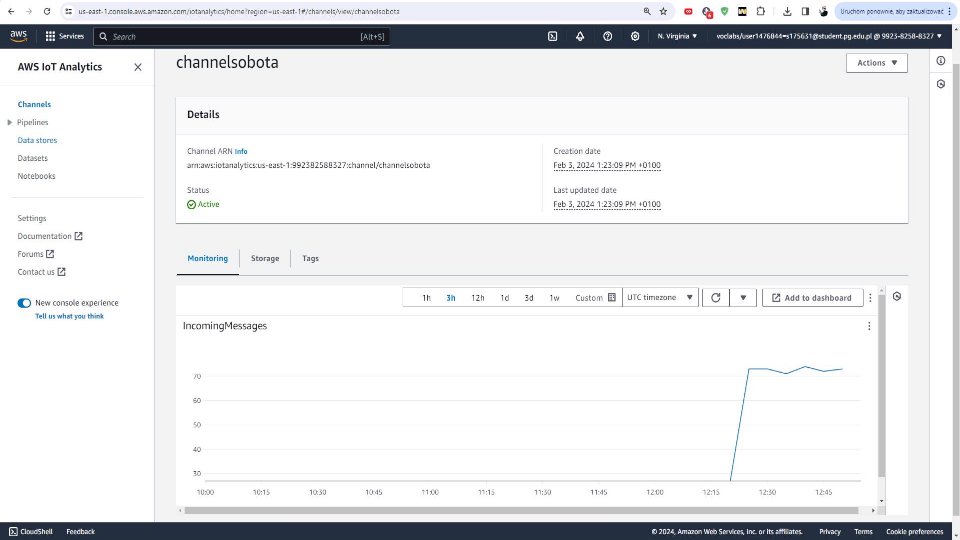 us-east-1.console.aws.amazon.com/iotanalytics/home?region=us-east-1#/channels/view/channelsobota
Uruchom ponownie, aby zaktualizować
aws
Services
Search
[Alt+S]
N. Virginia
voclabs/user1476844=s175631@student.pg.edu.pl @ 9923-8258-8327
AWS IoT Analytics
Channels
Pipelines
Data stores
Datasets
Notebooks
Settings
Documentation
Forums
Contact us
New console experience
Tell us what you think
channelsobota
Actions
Details
Channel ARN Info
arn:aws:iotanalytics:us-east-1:992382588327:channel/channelsobota
Status
Active
Creation date
Feb 3, 2024 1:23:09 PM +0100
Last updated date
Feb 3, 2024 1:23:09 PM +0100
Monitoring
Storage
Tags
1h 3h 12h 1d 3d 1w Custom
UTC timezone
Add to dashboard
IncomingMessages
70
60
50
40
30
10:00 10:15 10:30 10:45 11:00 11:15 11:30 11:45 12:00 12:15 12:30 12:45
CloudShell
Feedback
© 2024, Amazon Web Services, Inc. or its affiliates.
Privacy
Terms
Cookie preferences